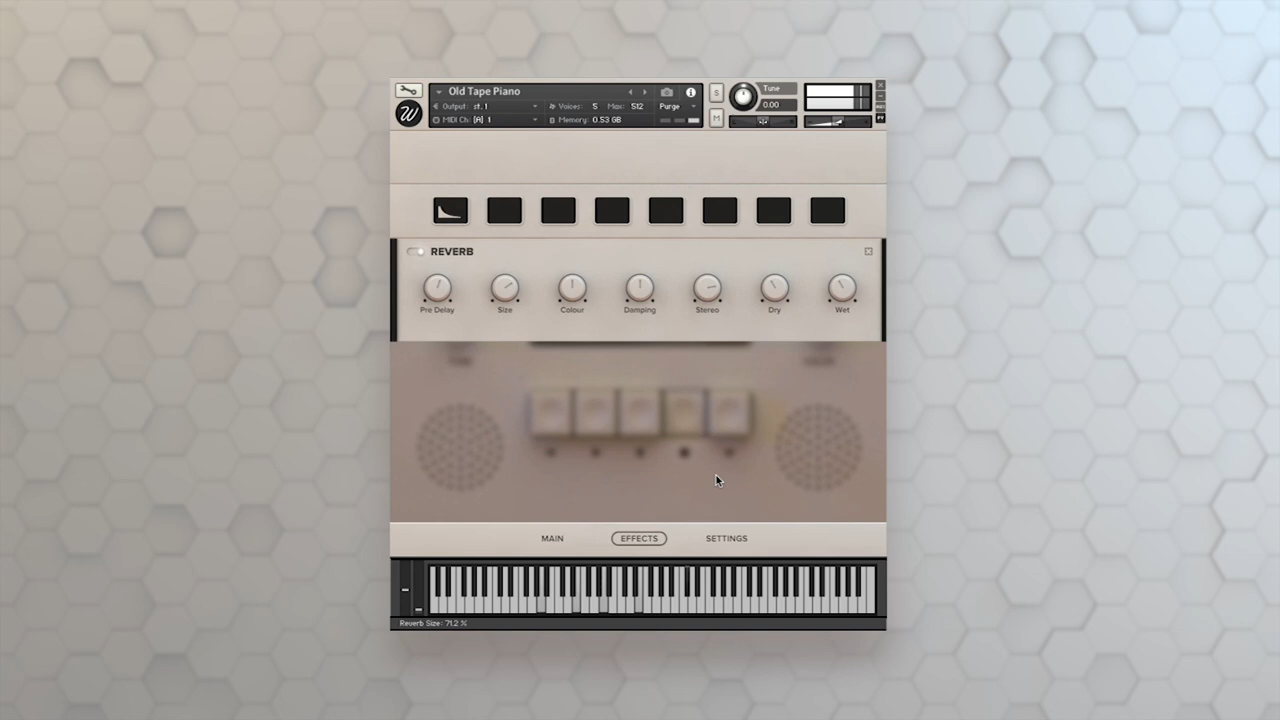 Old Tape Piano
Output: st.1
Voices: 5 Max: 512
Purge
MIDI Ch: [A] 1
Memory: 0.53 GB
S
M
Tune
0.00
REVERB
Pre Delay
Size
Colour
Damping
Stereo
Dry
Wet
MAIN
EFFECTS
SETTINGS
Reverb Size: 71.2 %